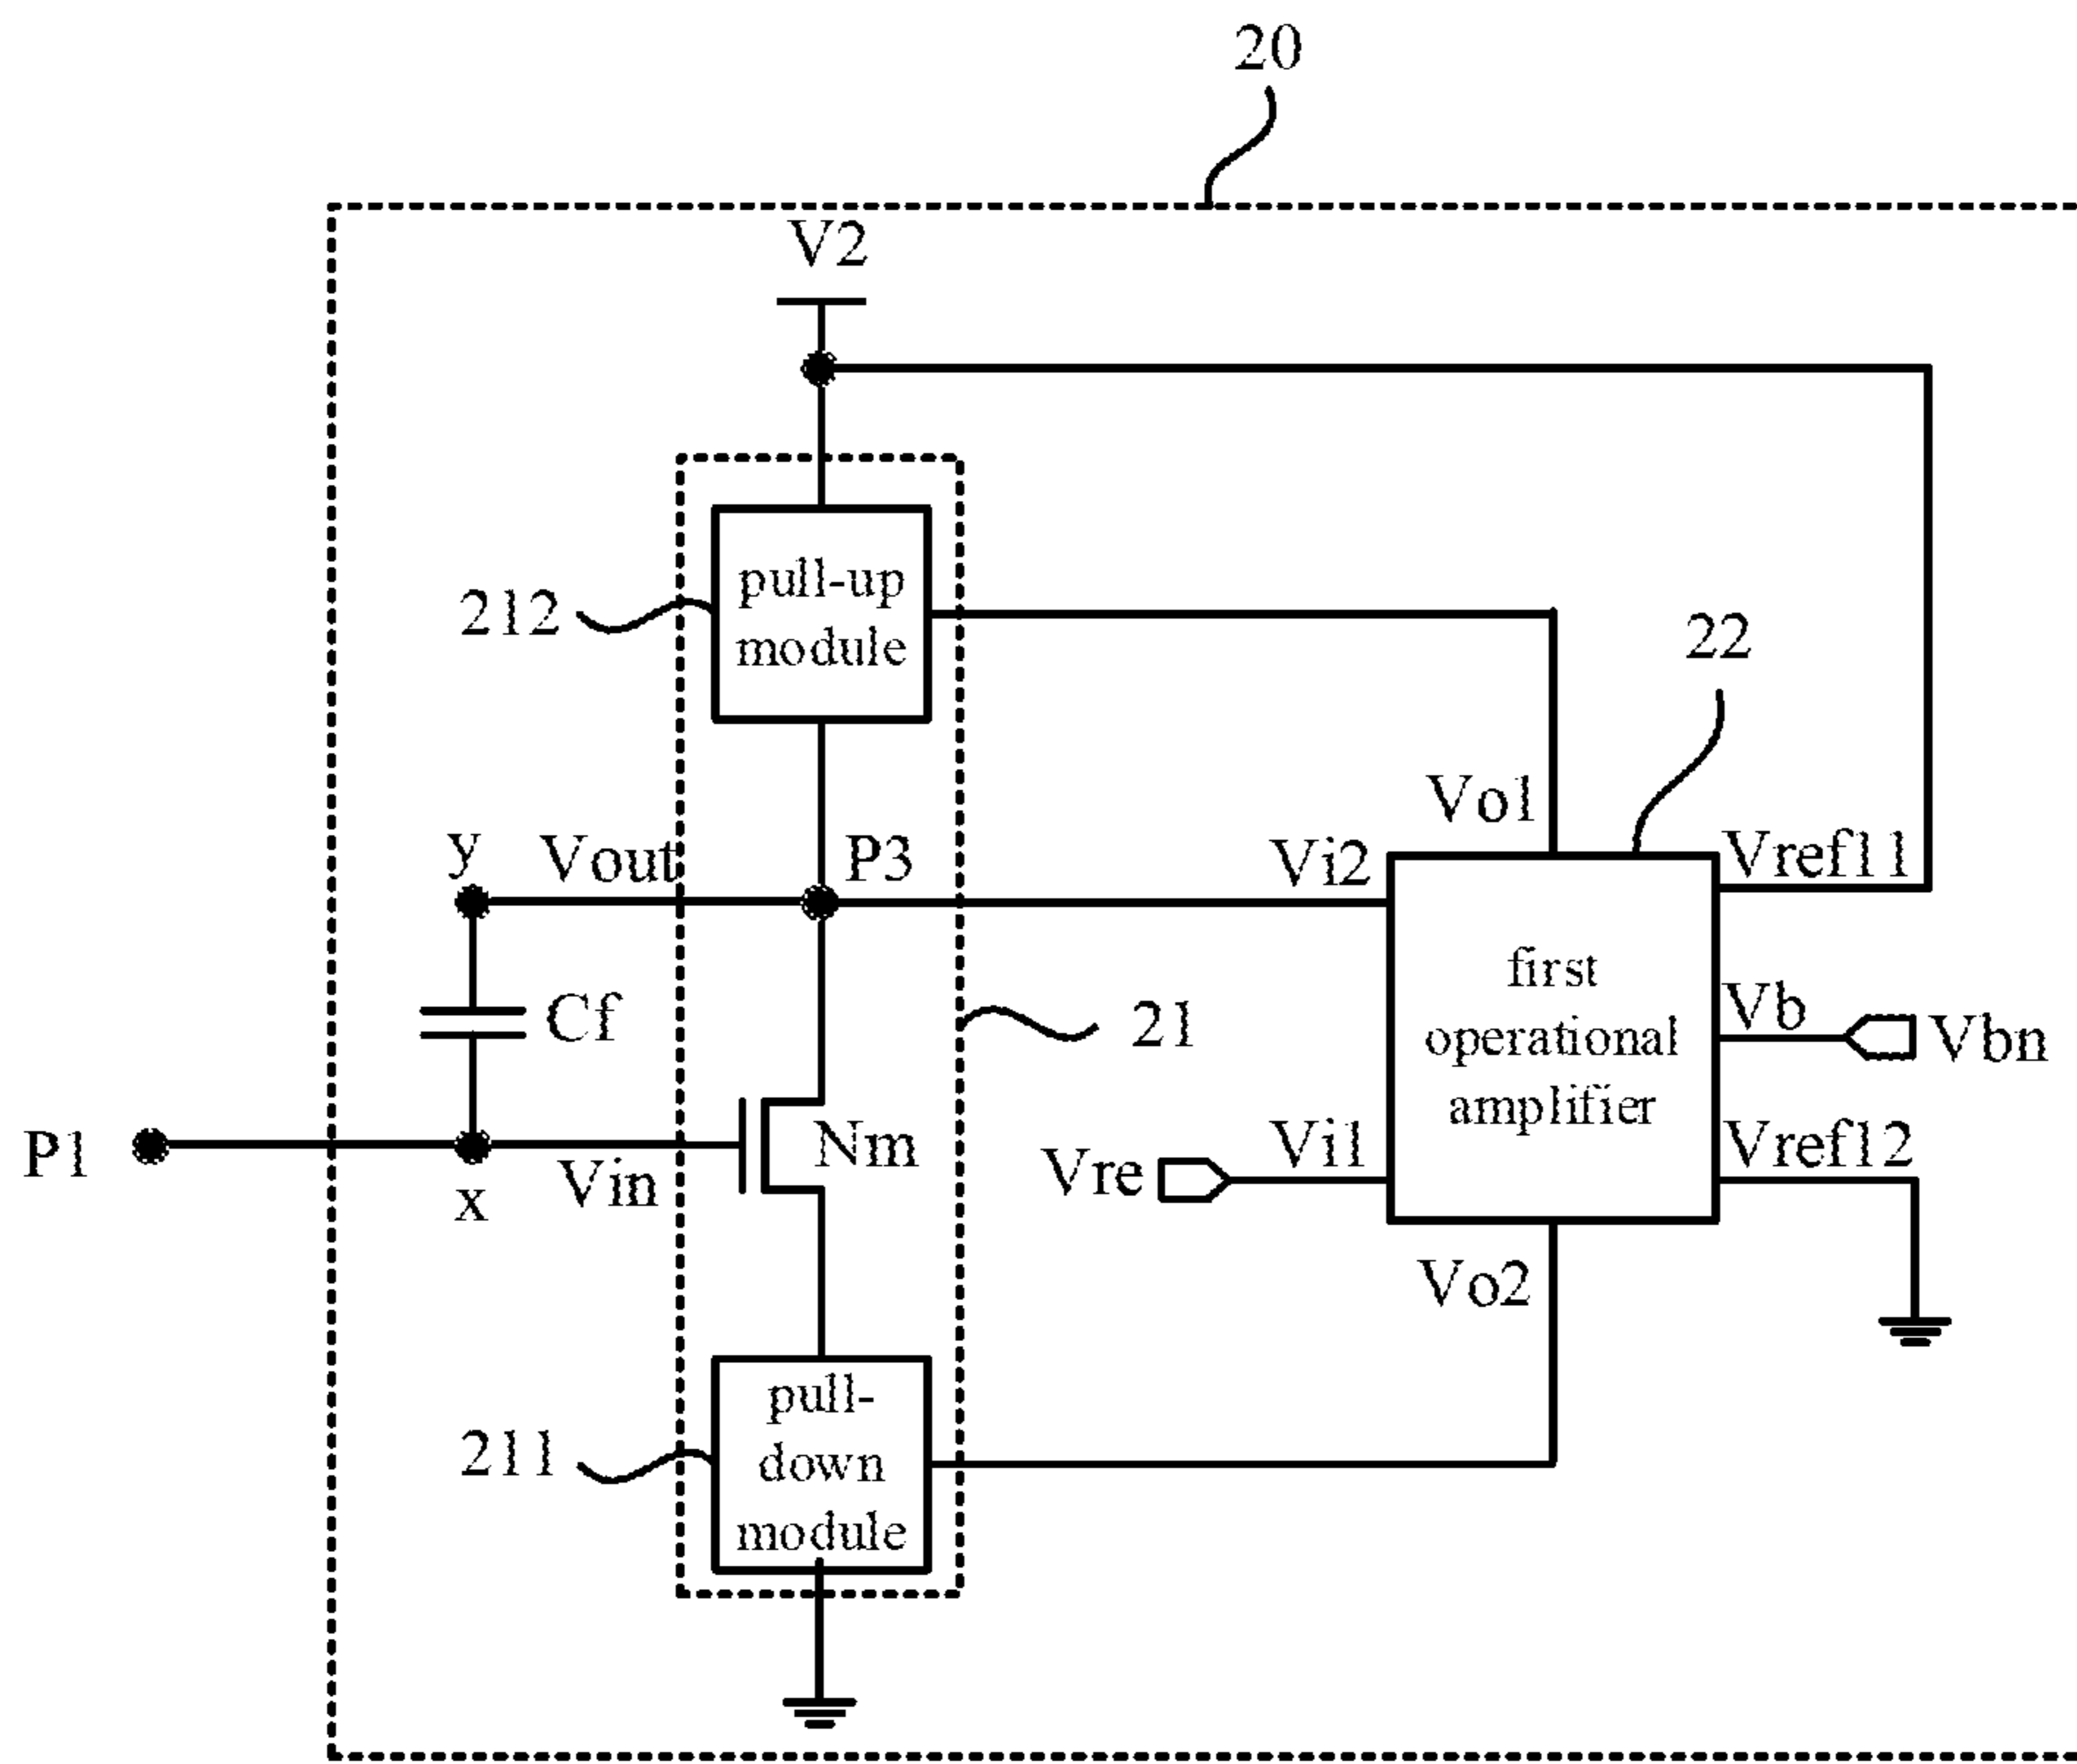 20
V2
pull-up
module
212
22
Vo1
y
Vout
P3
Vi2
Vref11
first
operational
amplifier
Cf
21
Vb
Vbn
P1
x
Vin
Nm
Vre
Vi1
Vref12
Vo2
pull-
down
module
211